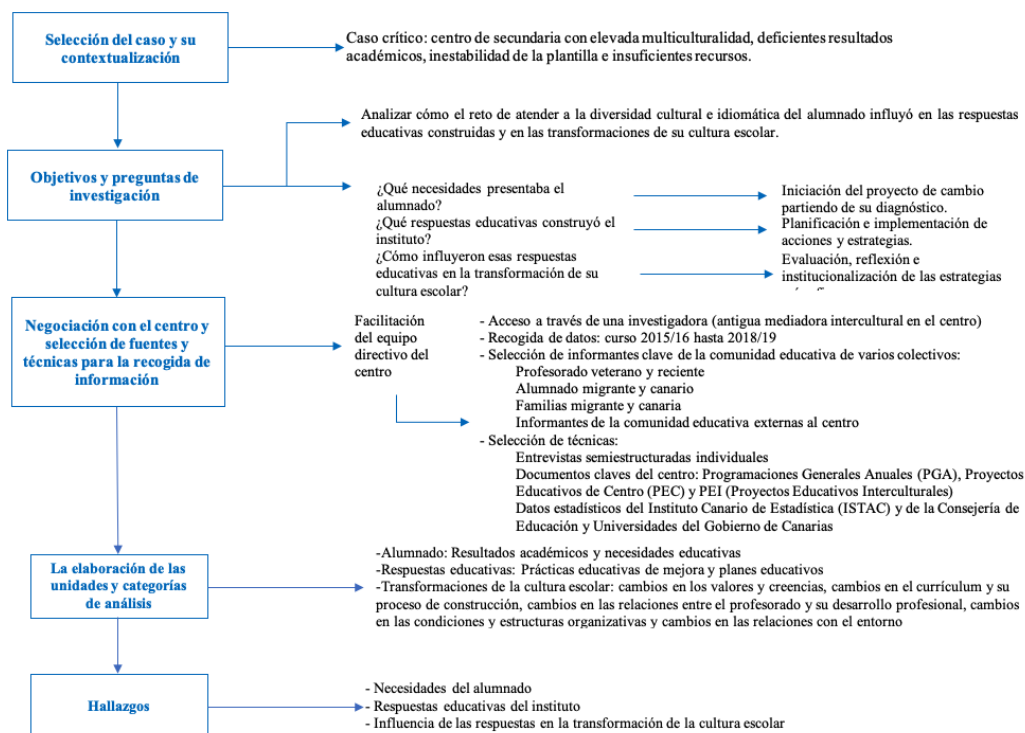 Selección del caso y su
contextualización
Caso crítico: centro de secundaria con elevada multiculturalidad, deficientes resultados
académicos, inestabilidad de la plantilla e insuficientes recursos.
Analizar cómo el reto de atender a la diversidad cultural e idiomática del alumnado influyó en las respuestas
educativas construidas y en las transformaciones de su cultura escolar.
Objetivos y preguntas de
investigación
¿Qué necesidades presentaba el
alumnado?
¿Qué respuestas educativas construyó el
instituto?
¿Cómo influyeron esas respuestas
educativas en la transformación de su
cultura escolar?
Iniciación del proyecto de cambio
partiendo de su diagnóstico.
Planificación e implementación de
acciones y estrategias.
Evaluación, reflexión e
institucionalización de las estrategias
Negociación con el centro y
selección de fuentes y
técnicas para la recogida de
información
Facilitación
del equipo
directivo del
centro
- Acceso a través de una investigadora (antigua mediadora intercultural en el centro)
- Recogida de datos: curso 2015/16 hasta 2018/19
- Selección de informantes clave de la comunidad educativa de varios colectivos:
Profesorado veterano y reciente
Alumnado migrante y canario
Familias migrante y canaria
Informantes de la comunidad educativa externas al centro
- Selección de técnicas:
Entrevistas semiestructuradas individuales
Documentos claves del centro: Programaciones Generales Anuales (PGA), Proyectos
Educativos de Centro (PEC) y PEI (Proyectos Educativos Interculturales)
Datos estadísticos del Instituto Canario de Estadística (ISTAC) y de la Consejería de
Educación y Universidades del Gobierno de Canarias
La elaboración de las
unidades y categorías
de análisis
-Alumnado: Resultados académicos y necesidades educativas
-Respuestas educativas: Prácticas educativas de mejora y planes educativos
-Transformaciones de la cultura escolar: cambios en los valores y creencias, cambios en el currículum y su
proceso de construcción, cambios en las relaciones entre el profesorado y su desarrollo profesional, cambios
en las condiciones y estructuras organizativas y cambios en las relaciones con el entorno
Hallazgos
- Necesidades del alumnado
- Respuestas educativas del instituto
- Influencia de las respuestas en la transformación de la cultura escolar